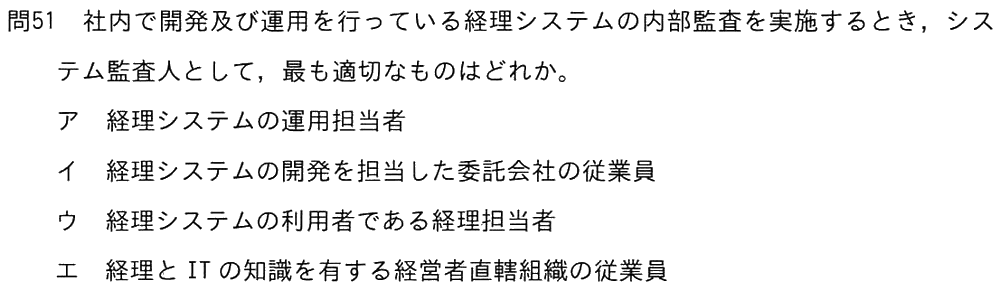 問51 社内で開発及び運用を行っている経理システムの内部監査を実施するとき，シス
テム監査人として，最も適切なものはどれか。
ア 経理システムの運用担当者
イ 経理システムの開発を担当した委託会社の従業員
ウ 経理システムの利用者である経理担当者
エ 経理と IT の知識を有する経営者直轄組織の従業員